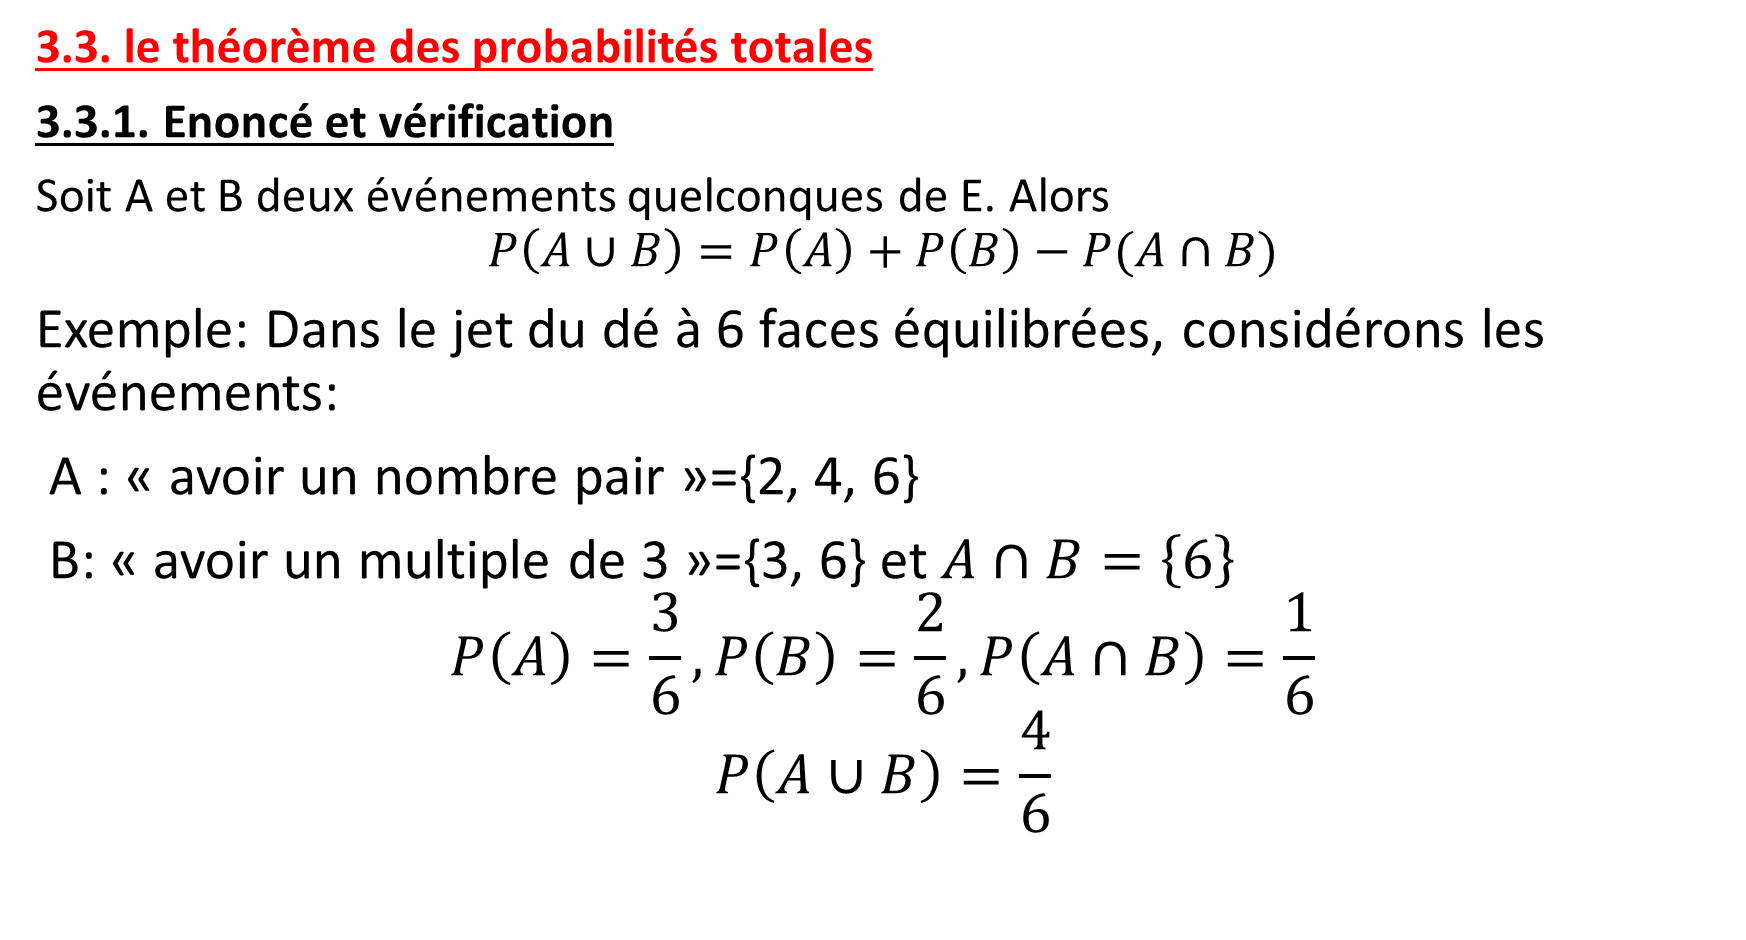 3.3. le théorème des probabilités totales
3.3.1. Enoncé et vérification
Soit A et B deux événements quelconques de E. Alors
P(A ∪ B) = P(A) + P(B) − P(A ∩ B)
Exemple: Dans le jet du dé à 6 faces équilibrées, considérons les
événements:
A : « avoir un nombre pair »={2, 4, 6}
B: « avoir un multiple de 3 »={3, 6} et A ∩ B = {6}
P(A) = 3/6, P(B) = 2/6, P(A ∩ B) = 1/6
P(A ∪ B) = 4/6